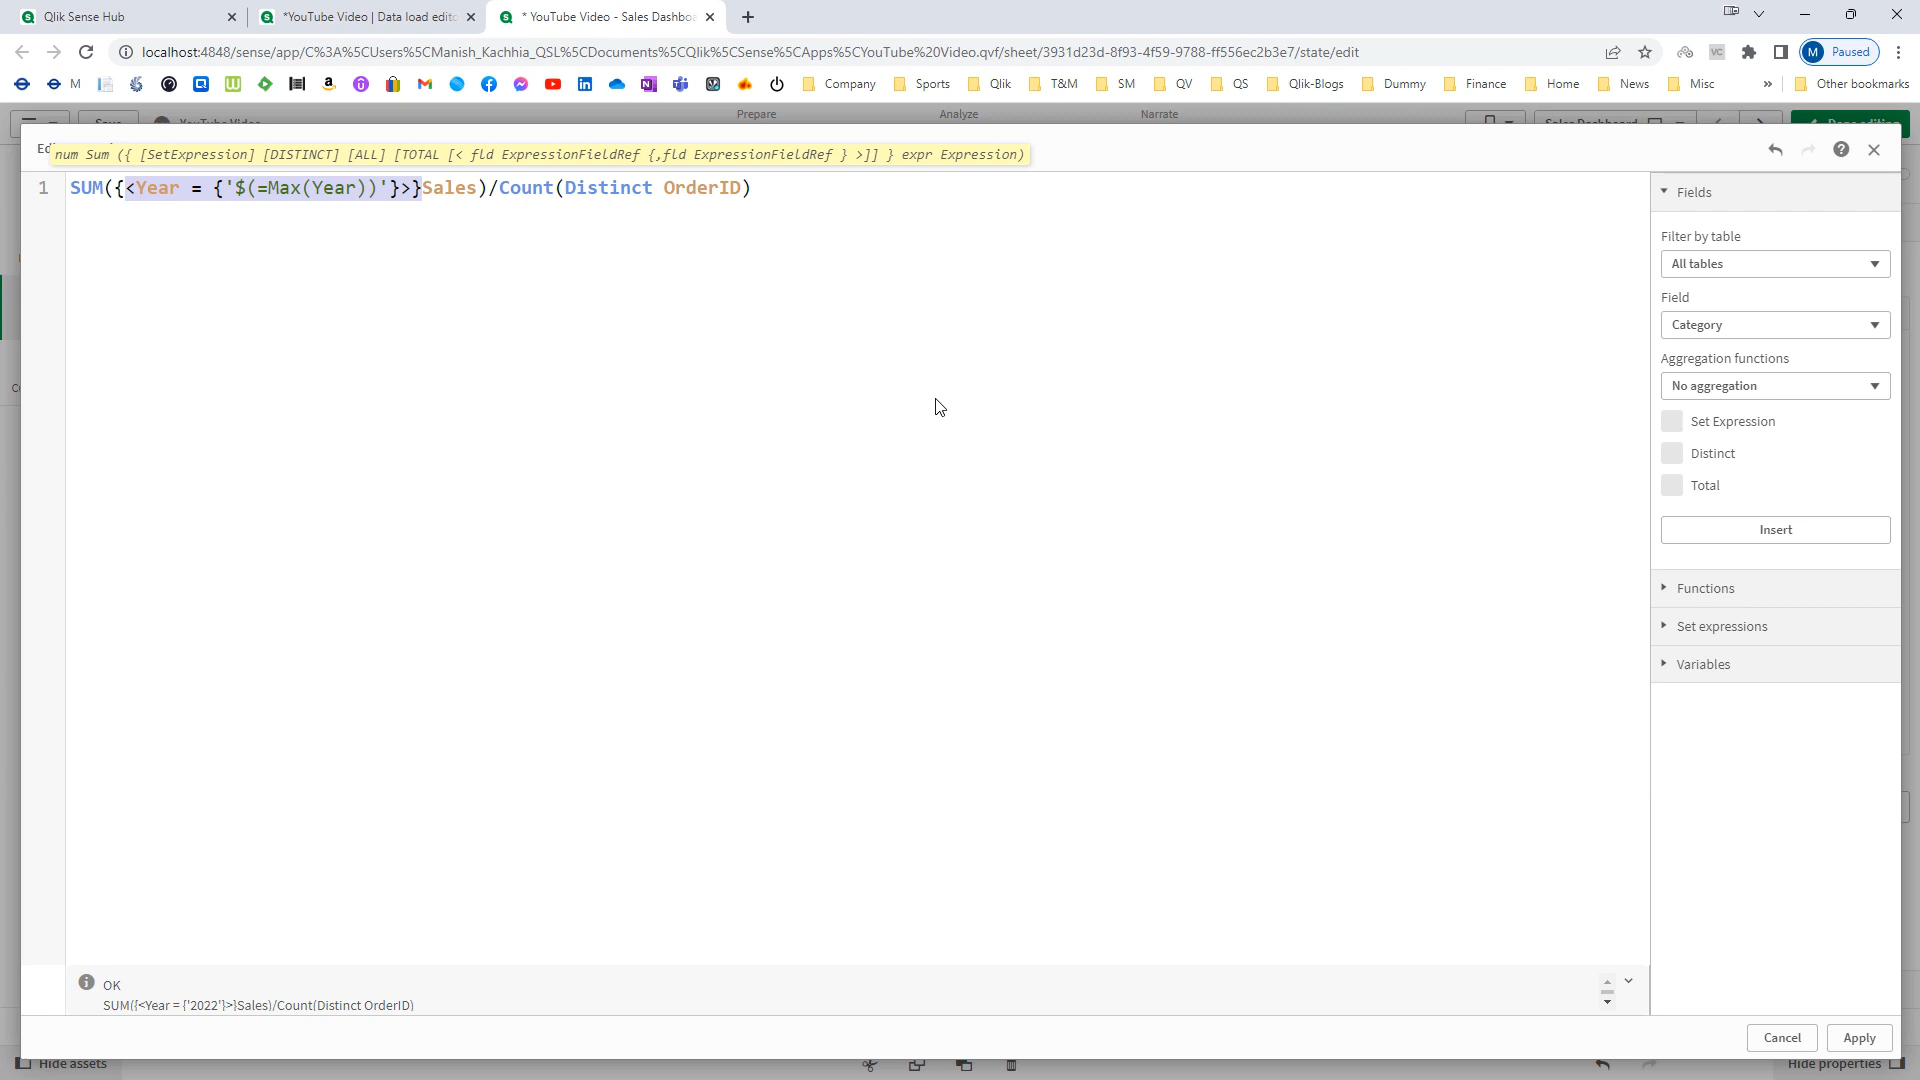 Qlik Sense Hub
*YouTube Video | Data load edito
* YouTube Video - Sales Dashboa
localhost:4848/sense/app/C%3A%5CUsers%5CManish_Kachhia_QSL%5CDocuments%5CQlik%5CSense%5CApps%5CYouTube%20Video.qvf/sheet/3931d23d-8f93-4f59-9788-ff556ec2b3e7/state/edit
VC
M Paused
M
Company
Sports
Qlik
T&M
SM
QV
QS
Qlik-Blogs
Dummy
Finance
Home
News
Misc
»
Other bookmarks
Prepare
Analyze
Narrate
num Sum ({ [SetExpression] [DISTINCT] [ALL] [TOTAL [< fld ExpressionFieldRef {,fld ExpressionFieldRef } >]] } expr Expression)
1 SUM({<Year = {'$(=Max(Year))'}>}Sales)/Count(Distinct OrderID)
Fields
Filter by table
All tables
Field
Category
Aggregation functions
No aggregation
Set Expression
Distinct
Total
Insert
Functions
Set expressions
Variables
OK
SUM({<Year = {'2022'}>}Sales)/Count(Distinct OrderID)
Cancel
Apply
Hide assets
Hide properties